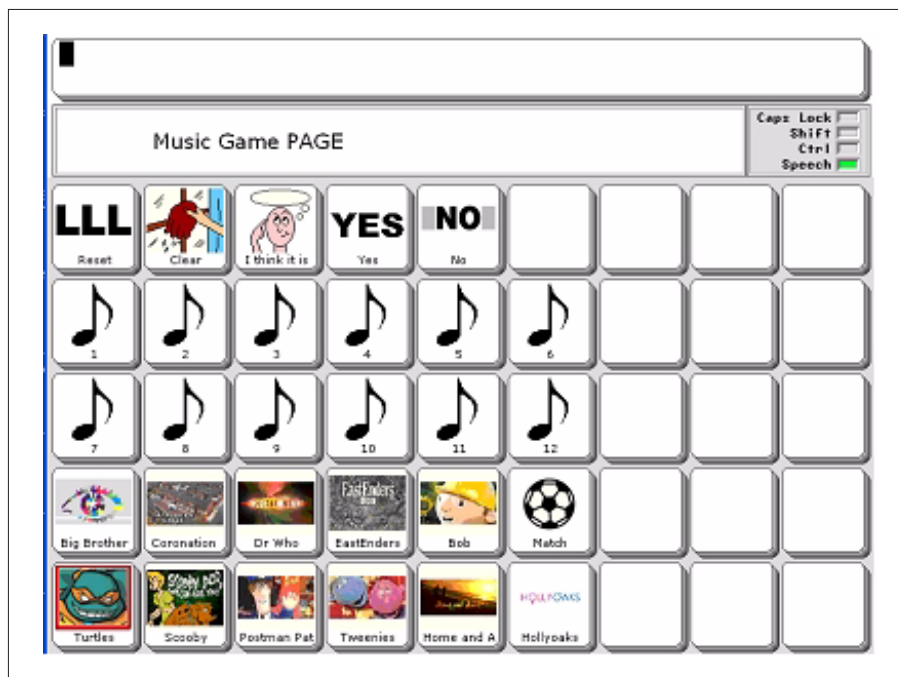 Music Game PAGE
Caps Lock
Shift
Ctrl
Speech
LLL
YES
NO
Reset
Clear
I think it is
Yes
No
1
2
3
4
5
6
7
8
9
10
11
12
EastEnders
HOLLYOAKS
Big Brother
Coronation
Dr Who
EastEnders
Bob
Match
Turtles
Scooby
Postman Pat
Tweenies
Home and A
Hollyoaks